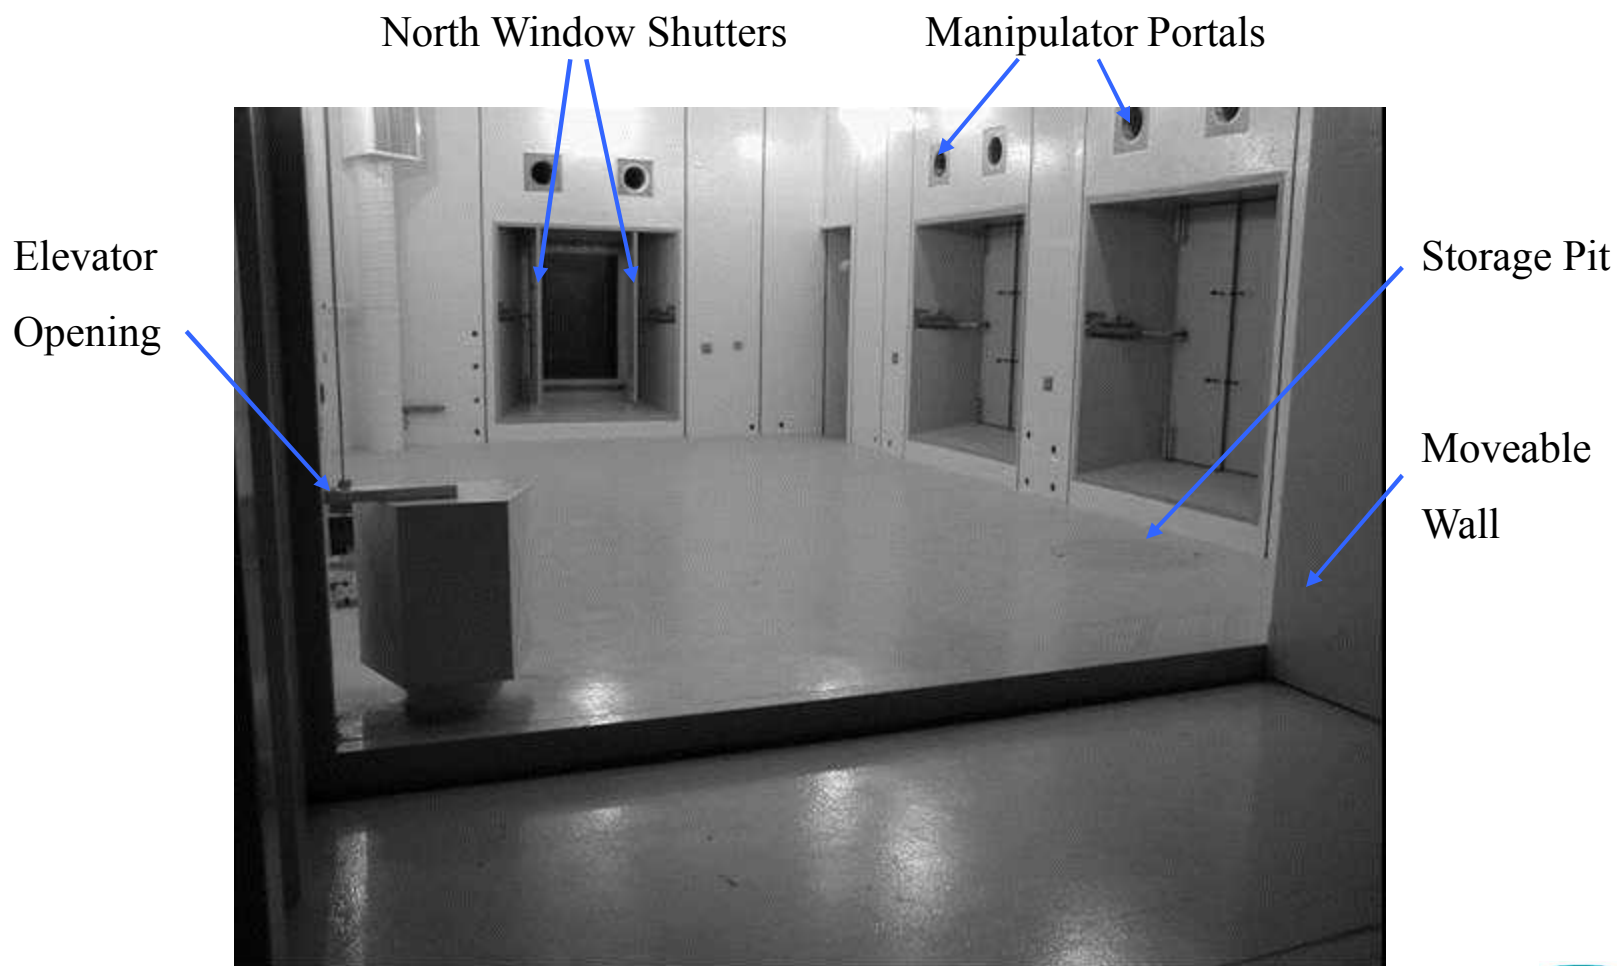 North Window Shutters
Manipulator Portals
Elevator
Opening
Storage Pit
Moveable
Wall